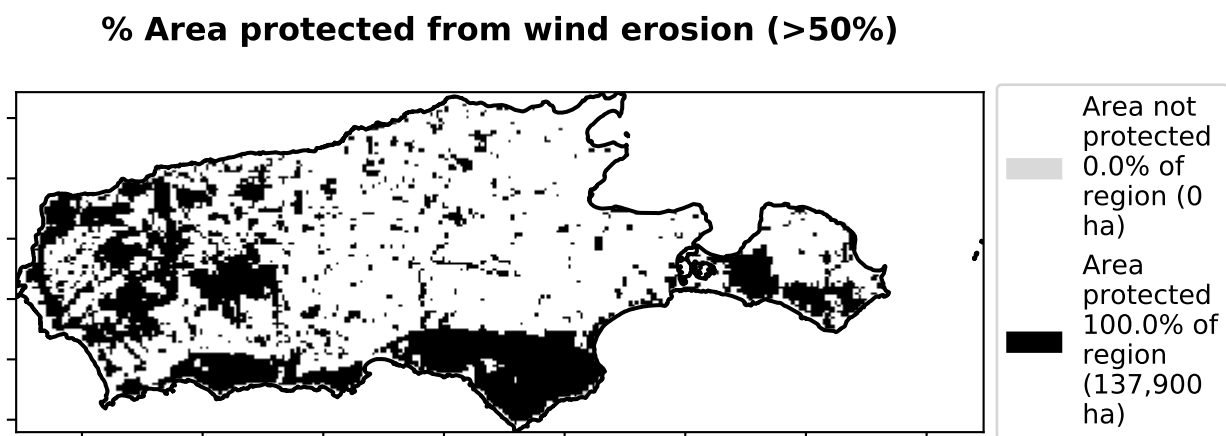 % Area protected from wind erosion (>50%)
Area not
protected
0.0% of
region (0
ha)
Area
protected
100.0% of
region
(137,900
ha)